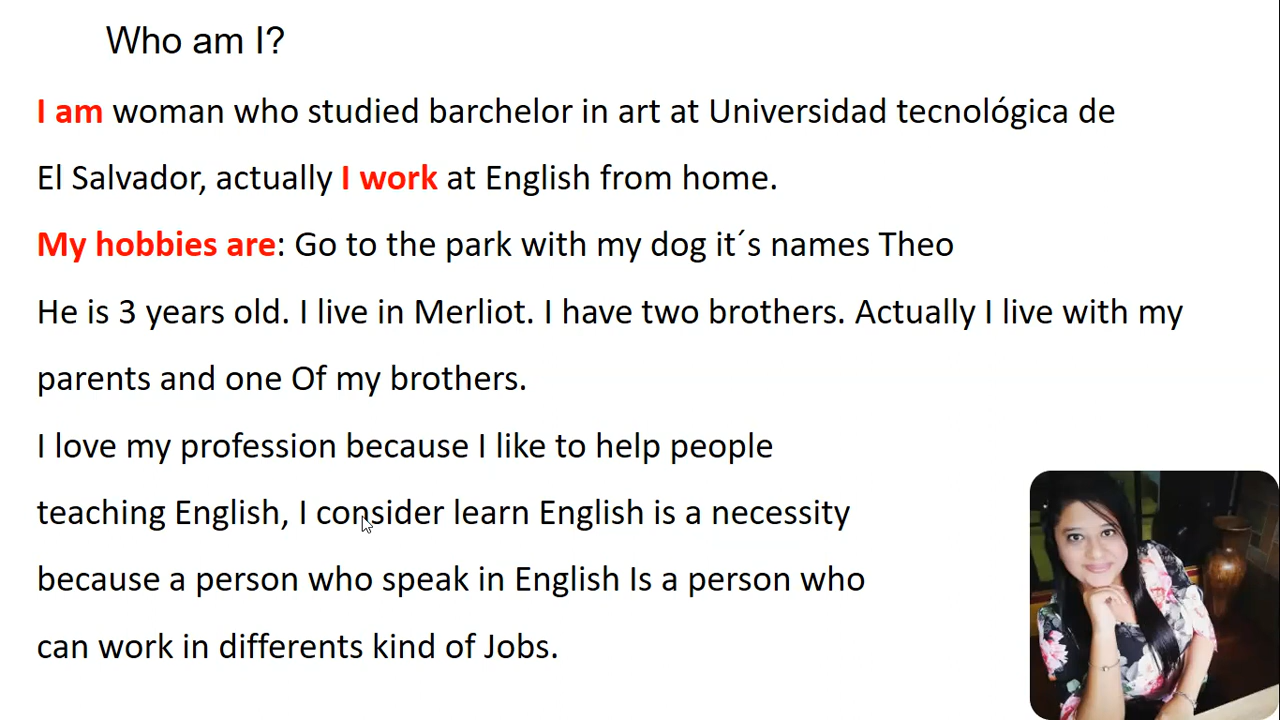 Who am I?
I am woman who studied barchelor in art at Universidad tecnológica de
El Salvador, actually I work at English from home.
My hobbies are: Go to the park with my dog it´s names Theo
He is 3 years old. I live in Merliot. I have two brothers. Actually I live with my
parents and one Of my brothers.
I love my profession because I like to help people
teaching English, I consider learn English is a necessity
because a person who speak in English Is a person who
can work in differents kind of Jobs.